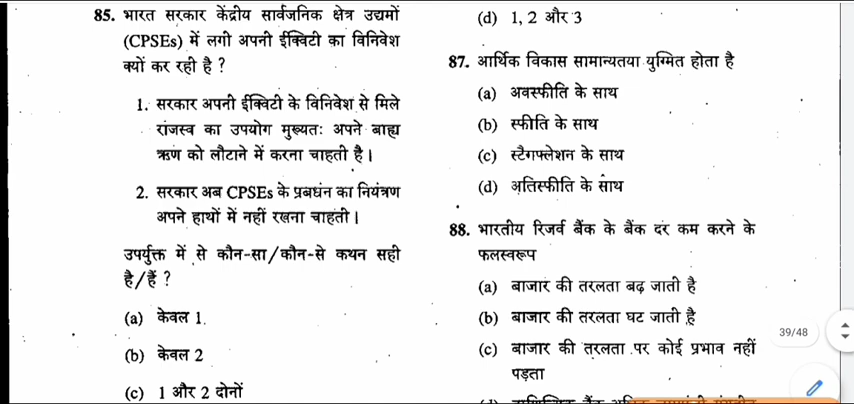 85. भारत सरकार केंद्रीय सार्वजनिक क्षेत्र उद्यमों
(CPSEs) में लगी अपनी ईक्विटी का विनिवेश
क्यों कर रही है ?
1. सरकार अपनी ईक्विटी के विनिवेश से मिले
राजस्व का उपयोग मुख्यतः अपने बाह्य
ऋण को लौटाने में करना चाहती है ।
2. सरकार अब CPSEs के प्रबधंन का नियंत्रण
अपने हाथों में नहीं रखना चाहती ।
उपर्युक्त में से कौन-सा/कौन-से कथन सही
है/हैं ?
(a) केवल 1
(b) केवल 2
(c) 1 और 2 दोनों
(d) 1, 2 और 3
87. आर्थिक विकास सामान्यतया युग्मित होता है
(a) अवस्फीति के साथ
(b) स्फीति के साथ
(c) स्टैगफ्लेशन के साथ
(d) अतिस्फीति के साथ
88. भारतीय रिजर्व बैंक के बैंक दर कम करने के
फलस्वरूप
(a) बाजार की तरलता बढ़ जाती है
(b) बाजार की तरलता घट जाती है
(c) बाजार की तरलता पर कोई प्रभाव नहीं
पड़ता
39/48